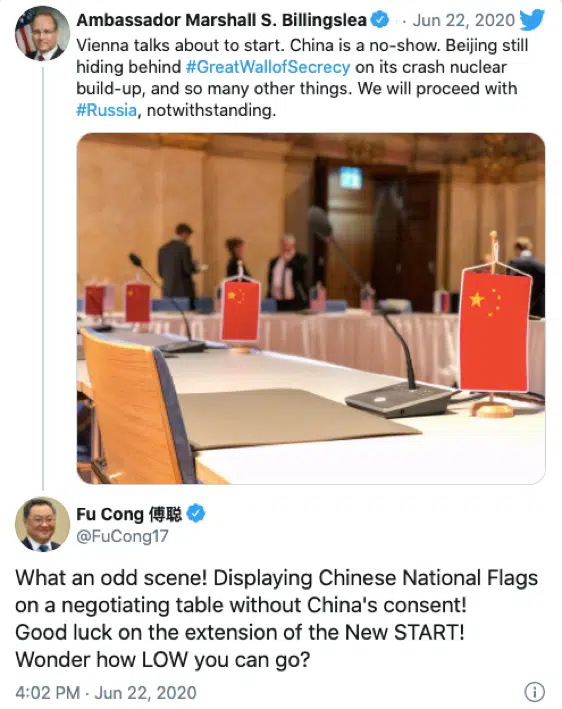 Ambassador Marshall S. Billingslea · Jun 22, 2020
Vienna talks about to start. China is a no-show. Beijing still
hiding behind #GreatWallofSecrecy on its crash nuclear
build-up, and so many other things. We will proceed with
#Russia, notwithstanding.
Fu Cong 傅聪
@FuCong17
What an odd scene! Displaying Chinese National Flags
on a negotiating table without China's consent!
Good luck on the extension of the New START!
Wonder how LOW you can go?
4:02 PM · Jun 22, 2020